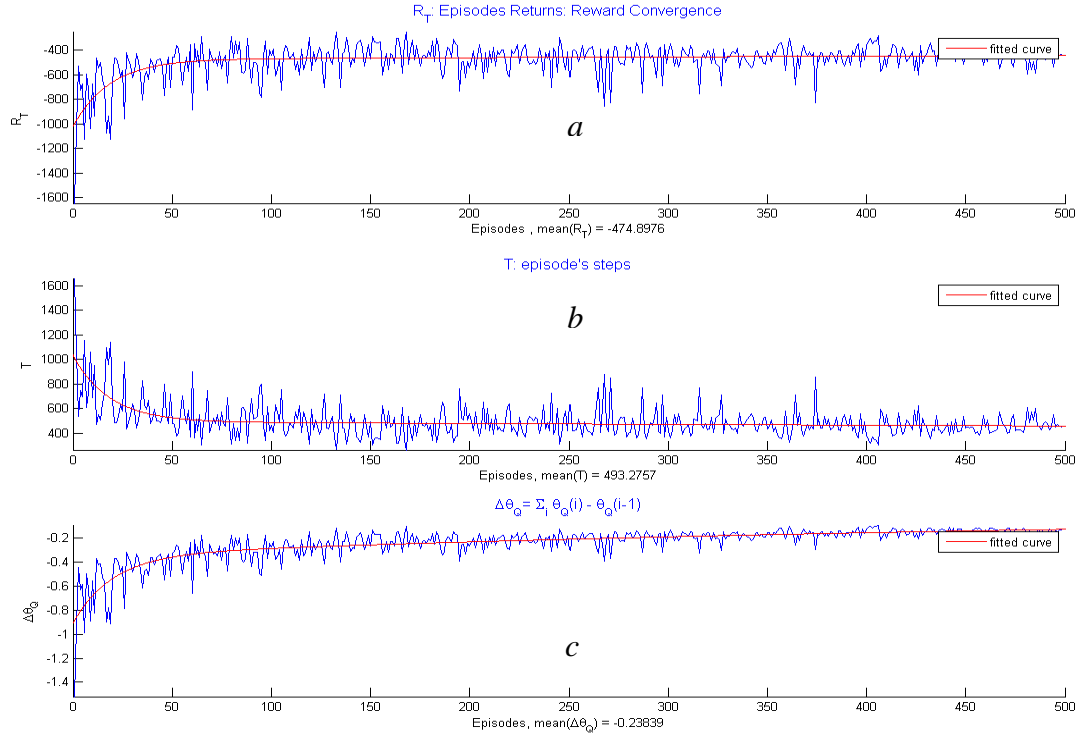 R_T: Episodes Returns: Reward Convergence
-400
-600
-800
-1000
-1200
-1400
-1600
R_T
fitted curve
a
0 50 100 150 200 250 300 350 400 450 500
Episodes , mean(R_T) = -474.8976
T: episode's steps
1600
1400
1200
1000
800
600
400
T
fitted curve
b
0 50 100 150 200 250 300 350 400 450 500
Episodes, mean(T) = 493.2757
Δθ_Q= Σ_i θ_Q(i) - θ_Q(i-1)
-0.2
-0.4
-0.6
-0.8
-1
-1.2
-1.4
Δθ_Q
fitted curve
c
0 50 100 150 200 250 300 350 400 450 500
Episodes, mean(Δθ_Q) = -0.23839